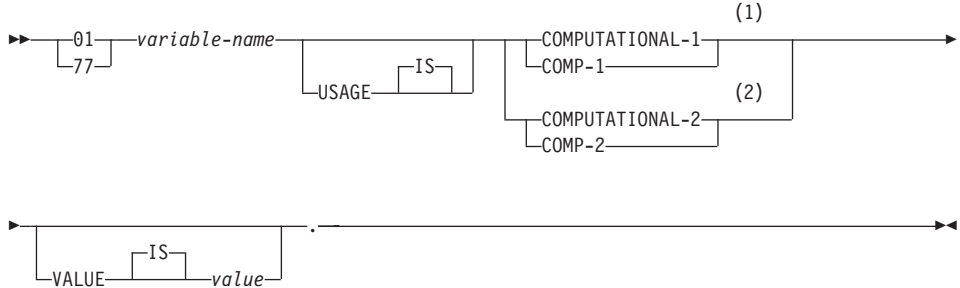 (1)
01 variable-name COMPUTATIONAL-1
77 IS COMP-1
USAGE (2)
COMPUTATIONAL-2
COMP-2
.
IS
VALUE value